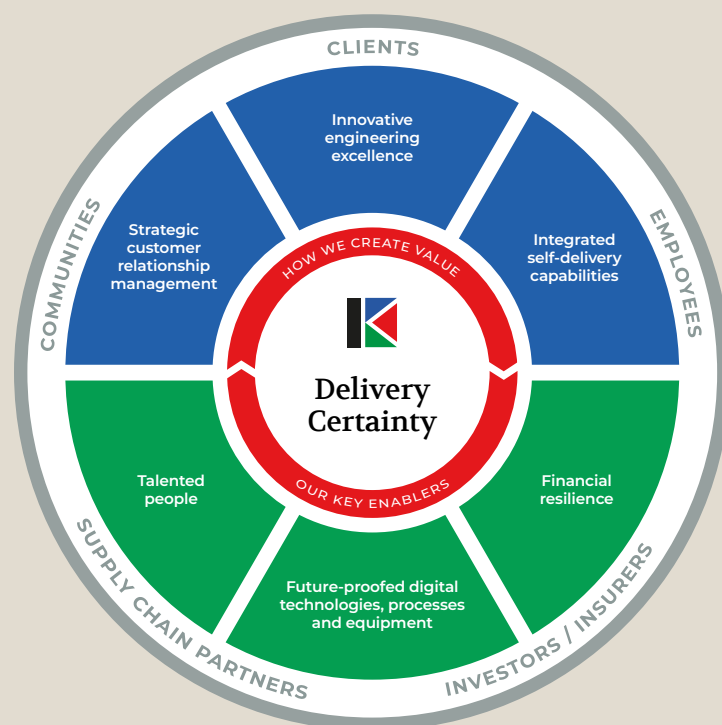 CLIENTS
Innovative
engineering
excellence
COMMUNITIES
Strategic
customer
relationship
management
EMPLOYEES
Integrated
self-delivery
capabilities
HOW WE CREATE VALUE
Delivery
Certainty
OUR KEY ENABLERS
Talented
people
Financial
resilience
Future-proofed digital
technologies, processes
and equipment
SUPPLY CHAIN PARTNERS
INVESTORS / INSURERS